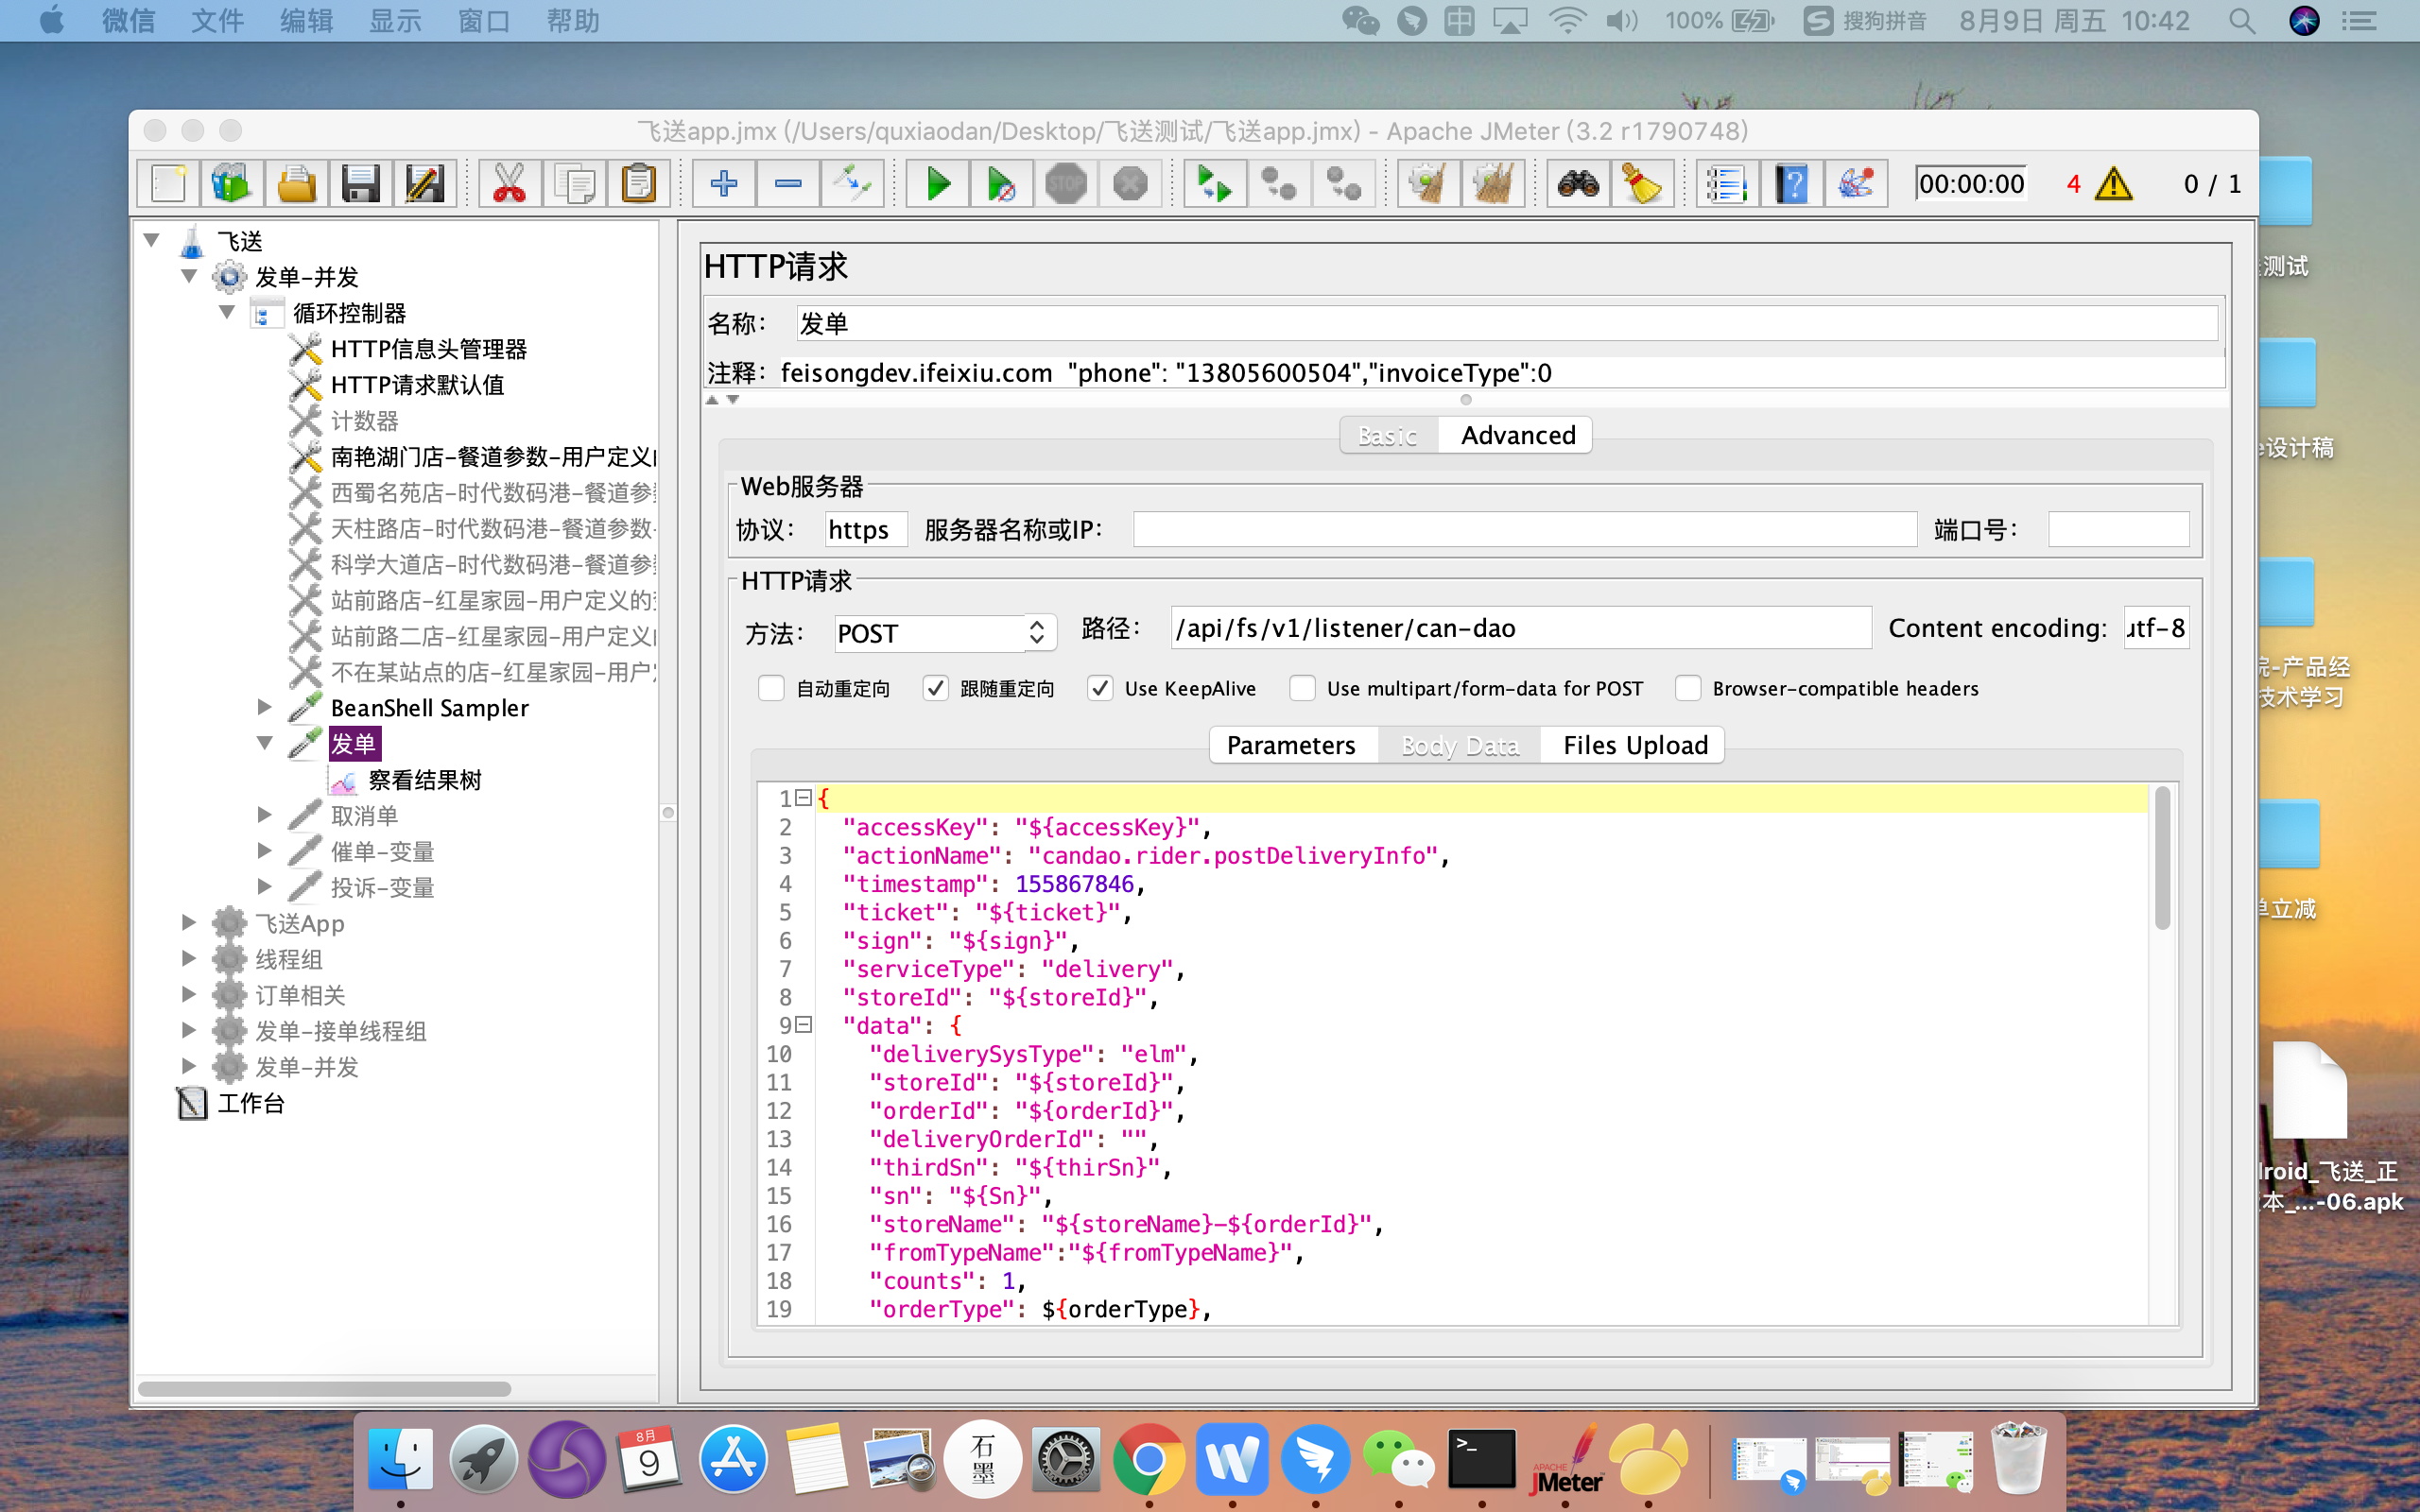 微信 文件 编辑 显示 窗口 帮助 中 100% 搜狗拼音 8月9日 周五 10:42
飞送app.jmx (/Users/quxiaodan/Desktop/飞送测试/飞送app.jmx) - Apache JMeter (3.2 r1790748)
STOP 00:00:00 4 0 / 1
飞送
发单-并发
循环控制器
HTTP信息头管理器
HTTP请求默认值
计数器
南艳湖门店-餐道参数-用户定义
西蜀名苑店-时代数码港-餐道参
天柱路店-时代数码港-餐道参数-
科学大道店-时代数码港-餐道参
站前路店-红星家园-用户定义的
站前路二店-红星家园-用户定义
不在某站点的店-红星家园-用户
BeanShell Sampler
发单
察看结果树
取消单
催单-变量
投诉-变量
飞送App
线程组
订单相关
发单-接单线程组
发单-并发
工作台
HTTP请求
名称： 发单
注释： feisongdev.ifeixiu.com "phone": "13805600504","invoiceType":0
Basic Advanced
Web服务器
协议： https 服务器名称或IP： 端口号：
HTTP请求
方法： POST 路径： /api/fs/v1/listener/can-dao Content encoding: utf-8
自动重定向 跟随重定向 Use KeepAlive Use multipart/form-data for POST Browser-compatible headers
Parameters Body Data Files Upload
1 {
2 "accessKey": "${accessKey}",
3 "actionName": "candao.rider.postDeliveryInfo",
4 "timestamp": 155867846,
5 "ticket": "${ticket}",
6 "sign": "${sign}",
7 "serviceType": "delivery",
8 "storeId": "${storeId}",
9 "data": {
10 "deliverySysType": "elm",
11 "storeId": "${storeId}",
12 "orderId": "${orderId}",
13 "deliveryOrderId": "",
14 "thirdSn": "${thirSn}",
15 "sn": "${Sn}",
16 "storeName": "${storeName}-${orderId}",
17 "fromTypeName":"${fromTypeName}",
18 "counts": 1,
19 "orderType": ${orderType},
测试
设计稿
-产品经
技术学习
立减
roid_飞送_正
本_...-06.apk
8月
9
石墨
APACHE
JMeter